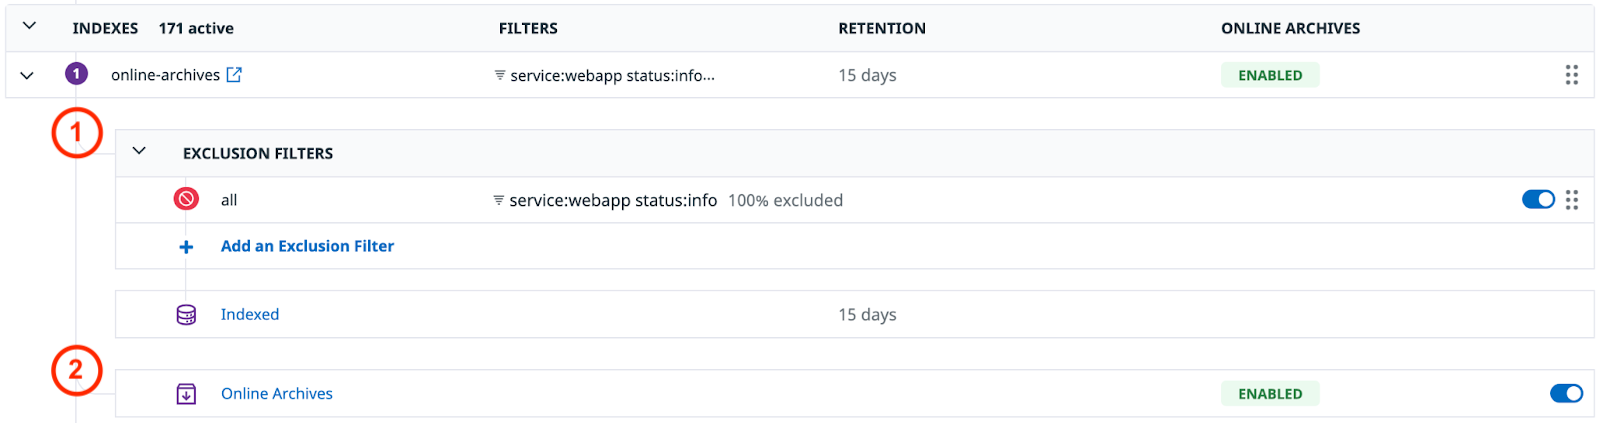 INDEXES 171 active FILTERS RETENTION ONLINE ARCHIVES
1 online-archives service:webapp status:info... 15 days ENABLED
1
EXCLUSION FILTERS
all service:webapp status:info 100% excluded
+ Add an Exclusion Filter
Indexed 15 days
2
Online Archives ENABLED